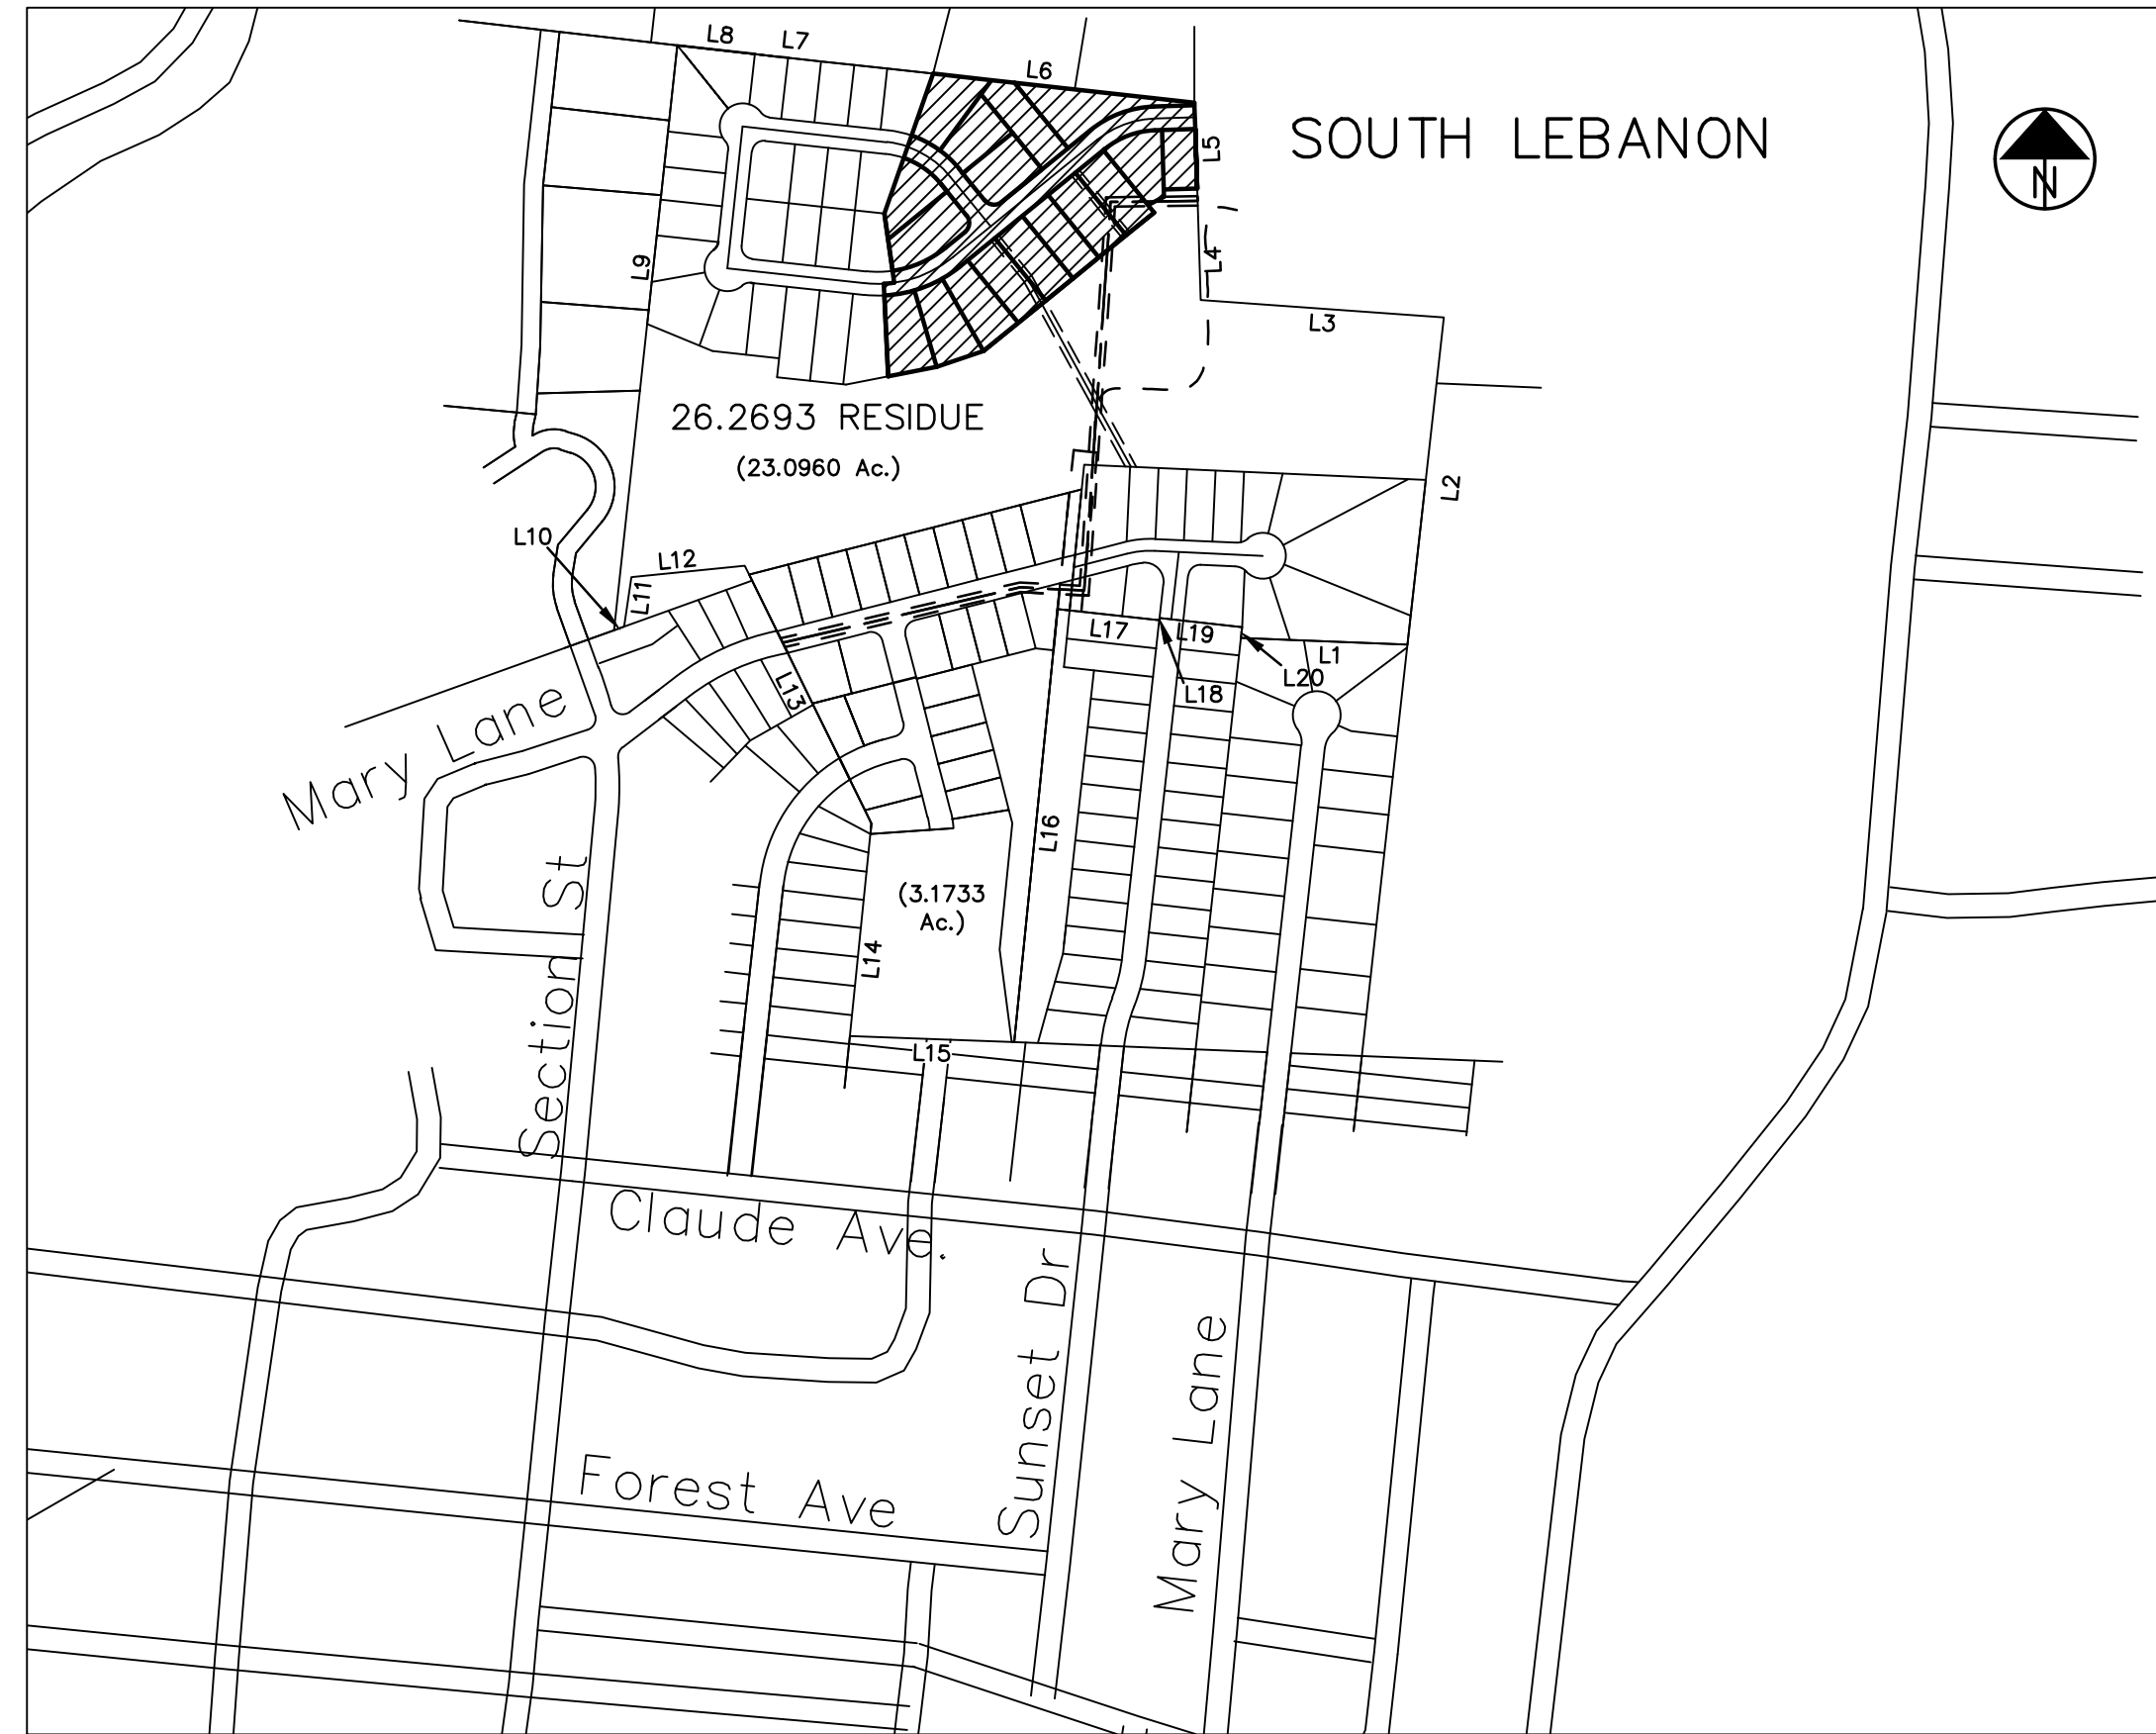 L8
L7
L6
SOUTH LEBANON
L5
N
L9
L4
L3
26.2693 RESIDUE
(23.0960 Ac.)
L2
L10
L12
L11
L17
L19
L1
L20
L18
L13
Mary Lane
L16
(3.1733
Ac.)
L14
Section St
L15
Claude Ave.
Sunset Dr
Mary Lane
Forest Ave